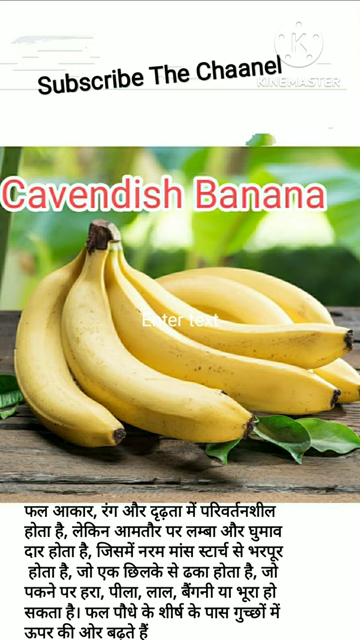 Subscribe The Chaanel
KINEMASTER
Cavendish Banana
Enter text
फल आकार, रंग और दृढ़ता में परिवर्तनशील
होता है, लेकिन आमतौर पर लम्बा और घुमाव
दार होता है, जिसमें नरम मांस स्टार्च से भरपूर
होता है, जो एक छिलके से ढका होता है, जो
पकने पर हरा, पीला, लाल, बैंगनी या भूरा हो
सकता है। फल पौधे के शीर्ष के पास गुच्छों में
ऊपर की ओर बढ़ते हैं